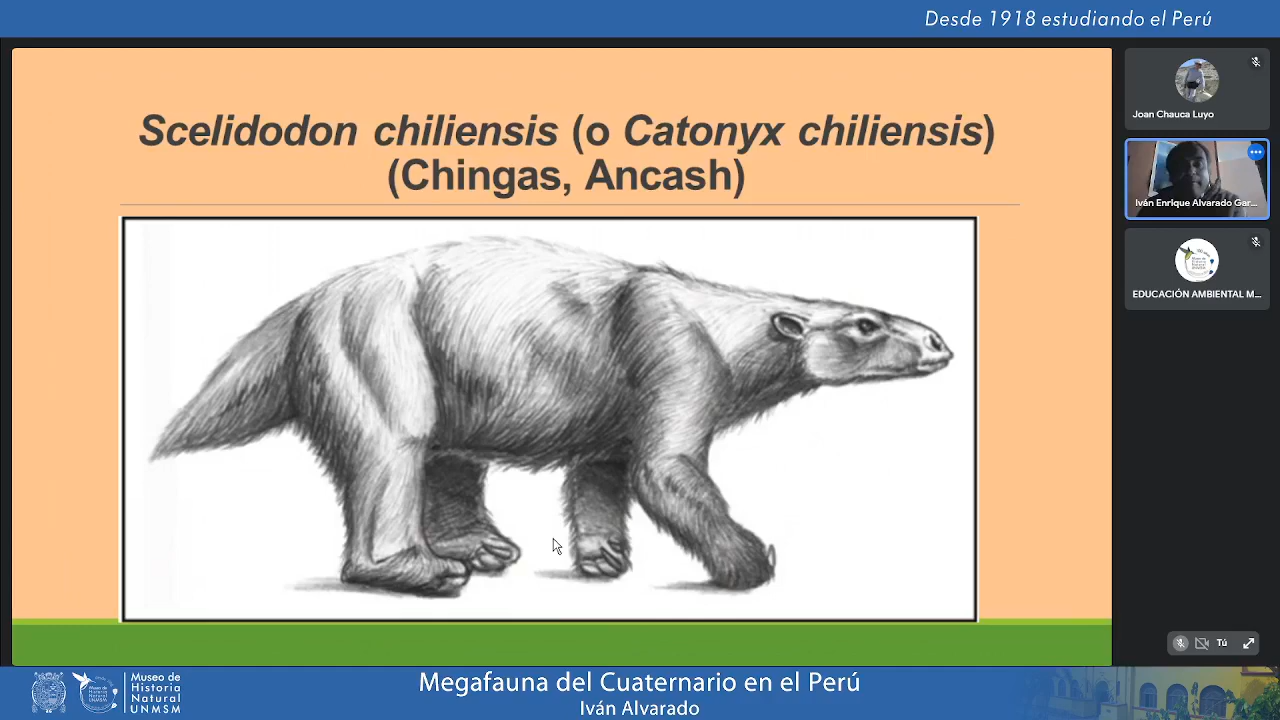 Desde 1918 estudiando el Perú
Scelidodon chiliensis (o Catonyx chiliensis)
(Chingas, Ancash)
Joan Chauca Luyo
Iván Enrique Alvarado Gar...
EDUCACIÓN AMBIENTAL M...
Tú
Museo de
Historia
Natural
UNMSM
Megafauna del Cuaternario en el Perú
Iván Alvarado